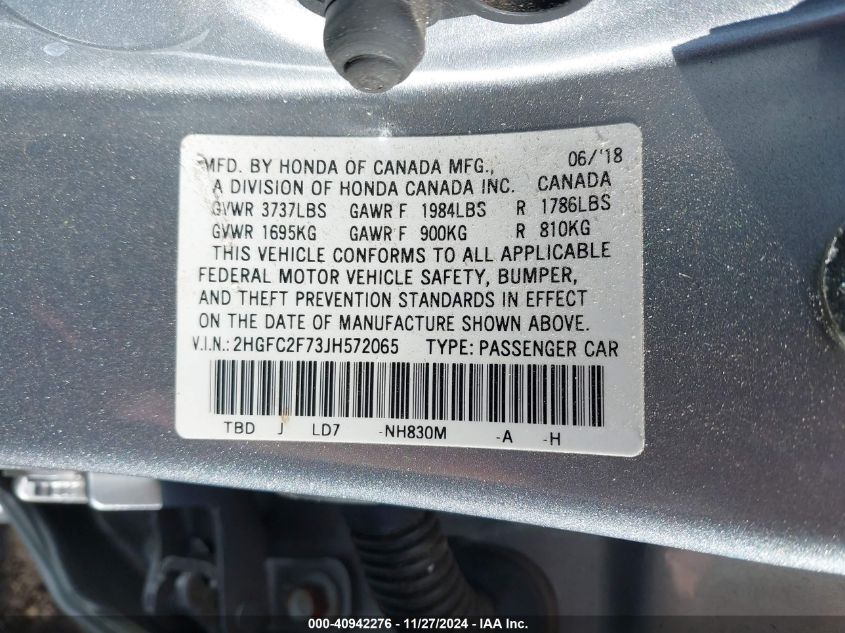 MFD. BY HONDA OF CANADA MFG., 06/'18
A DIVISION OF HONDA CANADA INC. CANADA
GVWR 3737LBS GAWR F 1984LBS R 1786LBS
GVWR 1695KG GAWR F 900KG R 810KG
THIS VEHICLE CONFORMS TO ALL APPLICABLE
FEDERAL MOTOR VEHICLE SAFETY, BUMPER,
AND THEFT PREVENTION STANDARDS IN EFFECT
ON THE DATE OF MANUFACTURE SHOWN ABOVE.
V.I.N.: 2HGFC2F73JH572065 TYPE: PASSENGER CAR
TBD J LD7 -NH830M -A -H
000-40942276 - 11/27/2024 - IAA Inc.